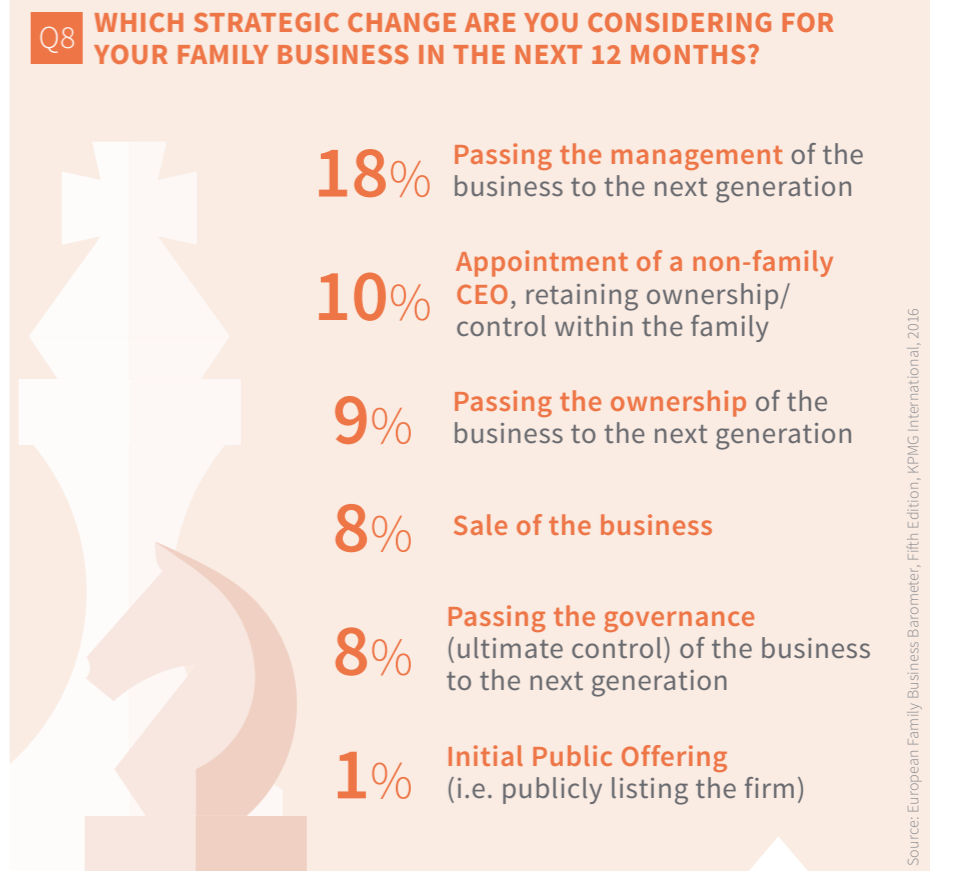 Q8
WHICH STRATEGIC CHANGE ARE YOU CONSIDERING FOR
YOUR FAMILY BUSINESS IN THE NEXT 12 MONTHS?
18%
Passing the management of the
business to the next generation
10%
Appointment of a non-family
CEO, retaining ownership/
control within the family
9%
Passing the ownership of the
business to the next generation
8%
Sale of the business
8%
Passing the governance
(ultimate control) of the business
to the next generation
1%
Initial Public Offering
(i.e. publicly listing the firm)
Source: European Family Business Barometer, Fifth Edition, KPMG International, 2016